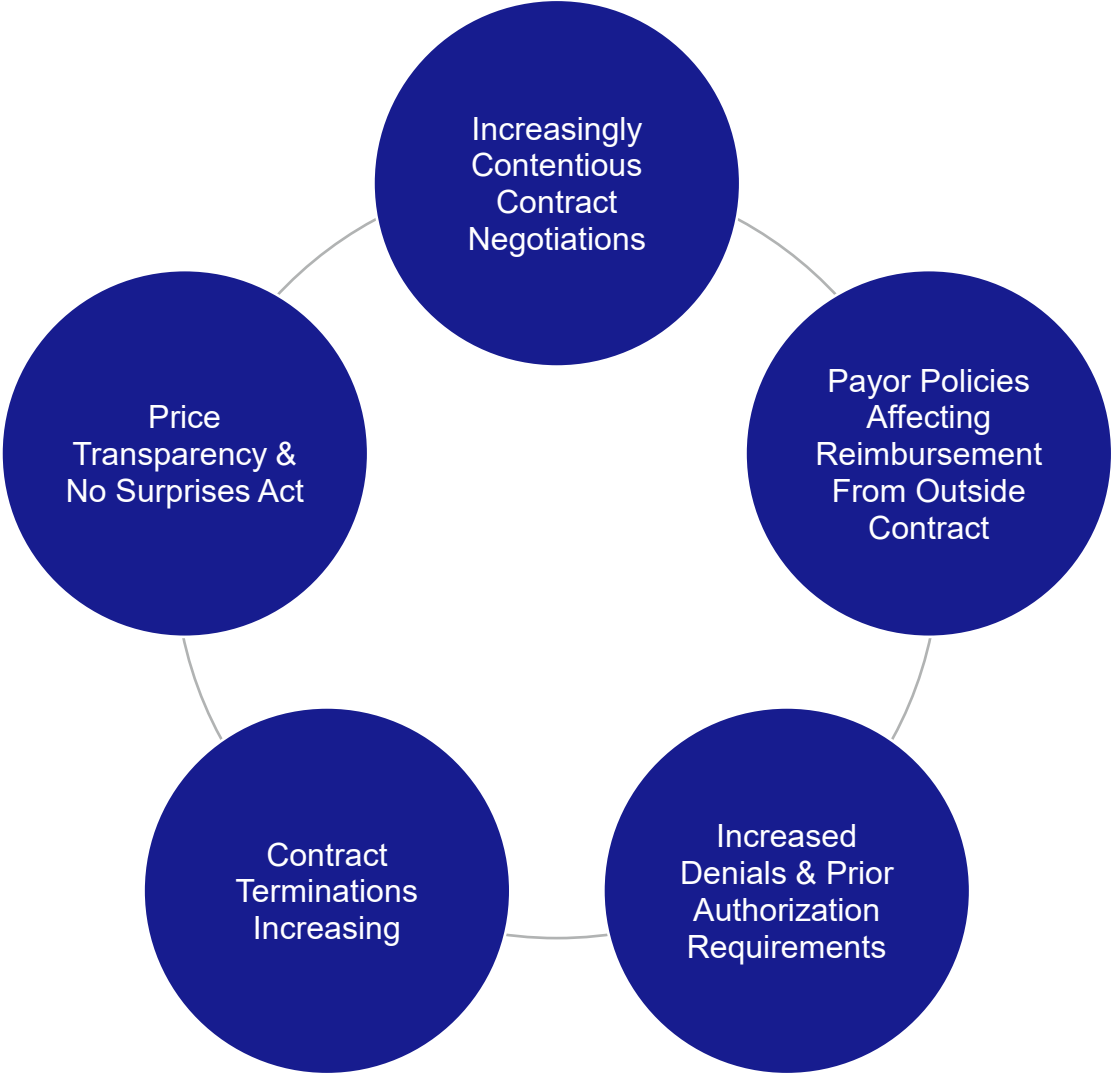 Increasingly
Contentious
Contract
Negotiations
Payor Policies
Affecting
Reimbursement
From Outside
Contract
Increased
Denials & Prior
Authorization
Requirements
Contract
Terminations
Increasing
Price
Transparency &
No Surprises Act